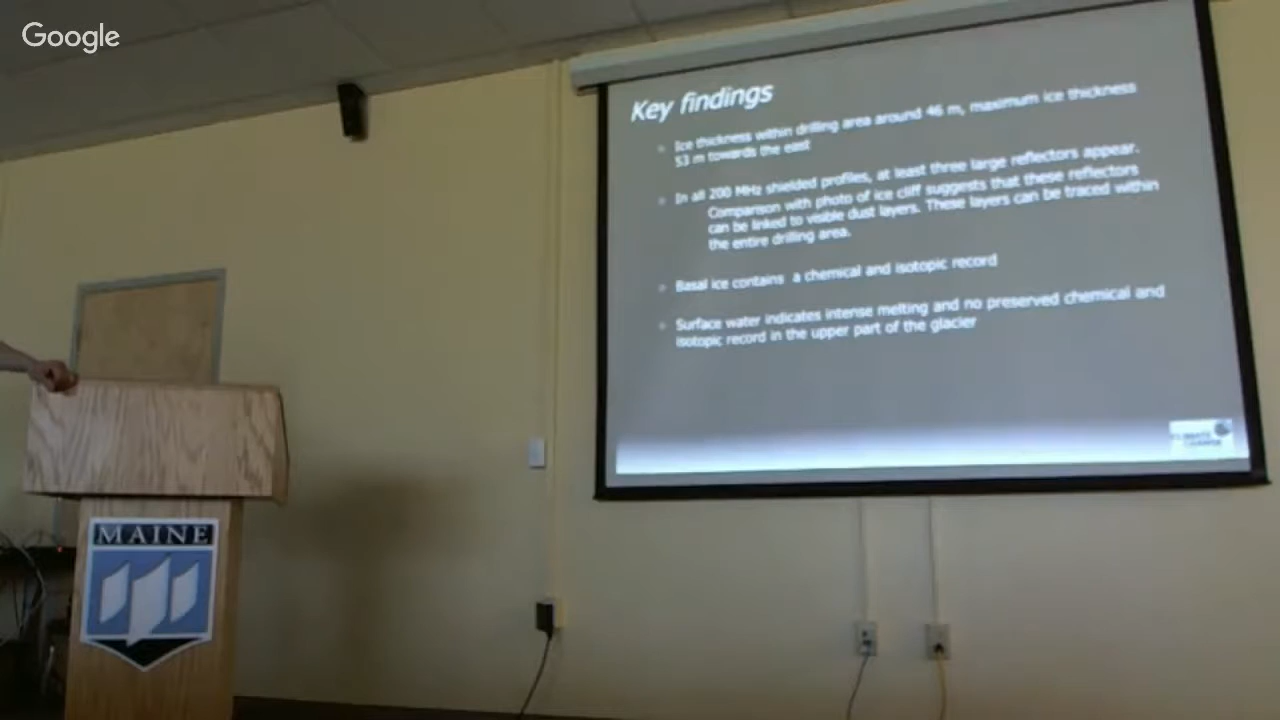 Google
Key findings
Ice thickness within drilling area around 46 m, maximum ice thickness
53 m towards the east
In all 200 MHz shielded profiles, at least three large reflectors appear.
Comparison with photo of ice cliff suggests that these reflectors
can be linked to visible dust layers. These layers can be traced within
the entire drilling area.
Basal ice contains a chemical and isotopic record
Surface water indicates intense melting and no preserved chemical and
isotopic record in the upper part of the glacier
MAINE